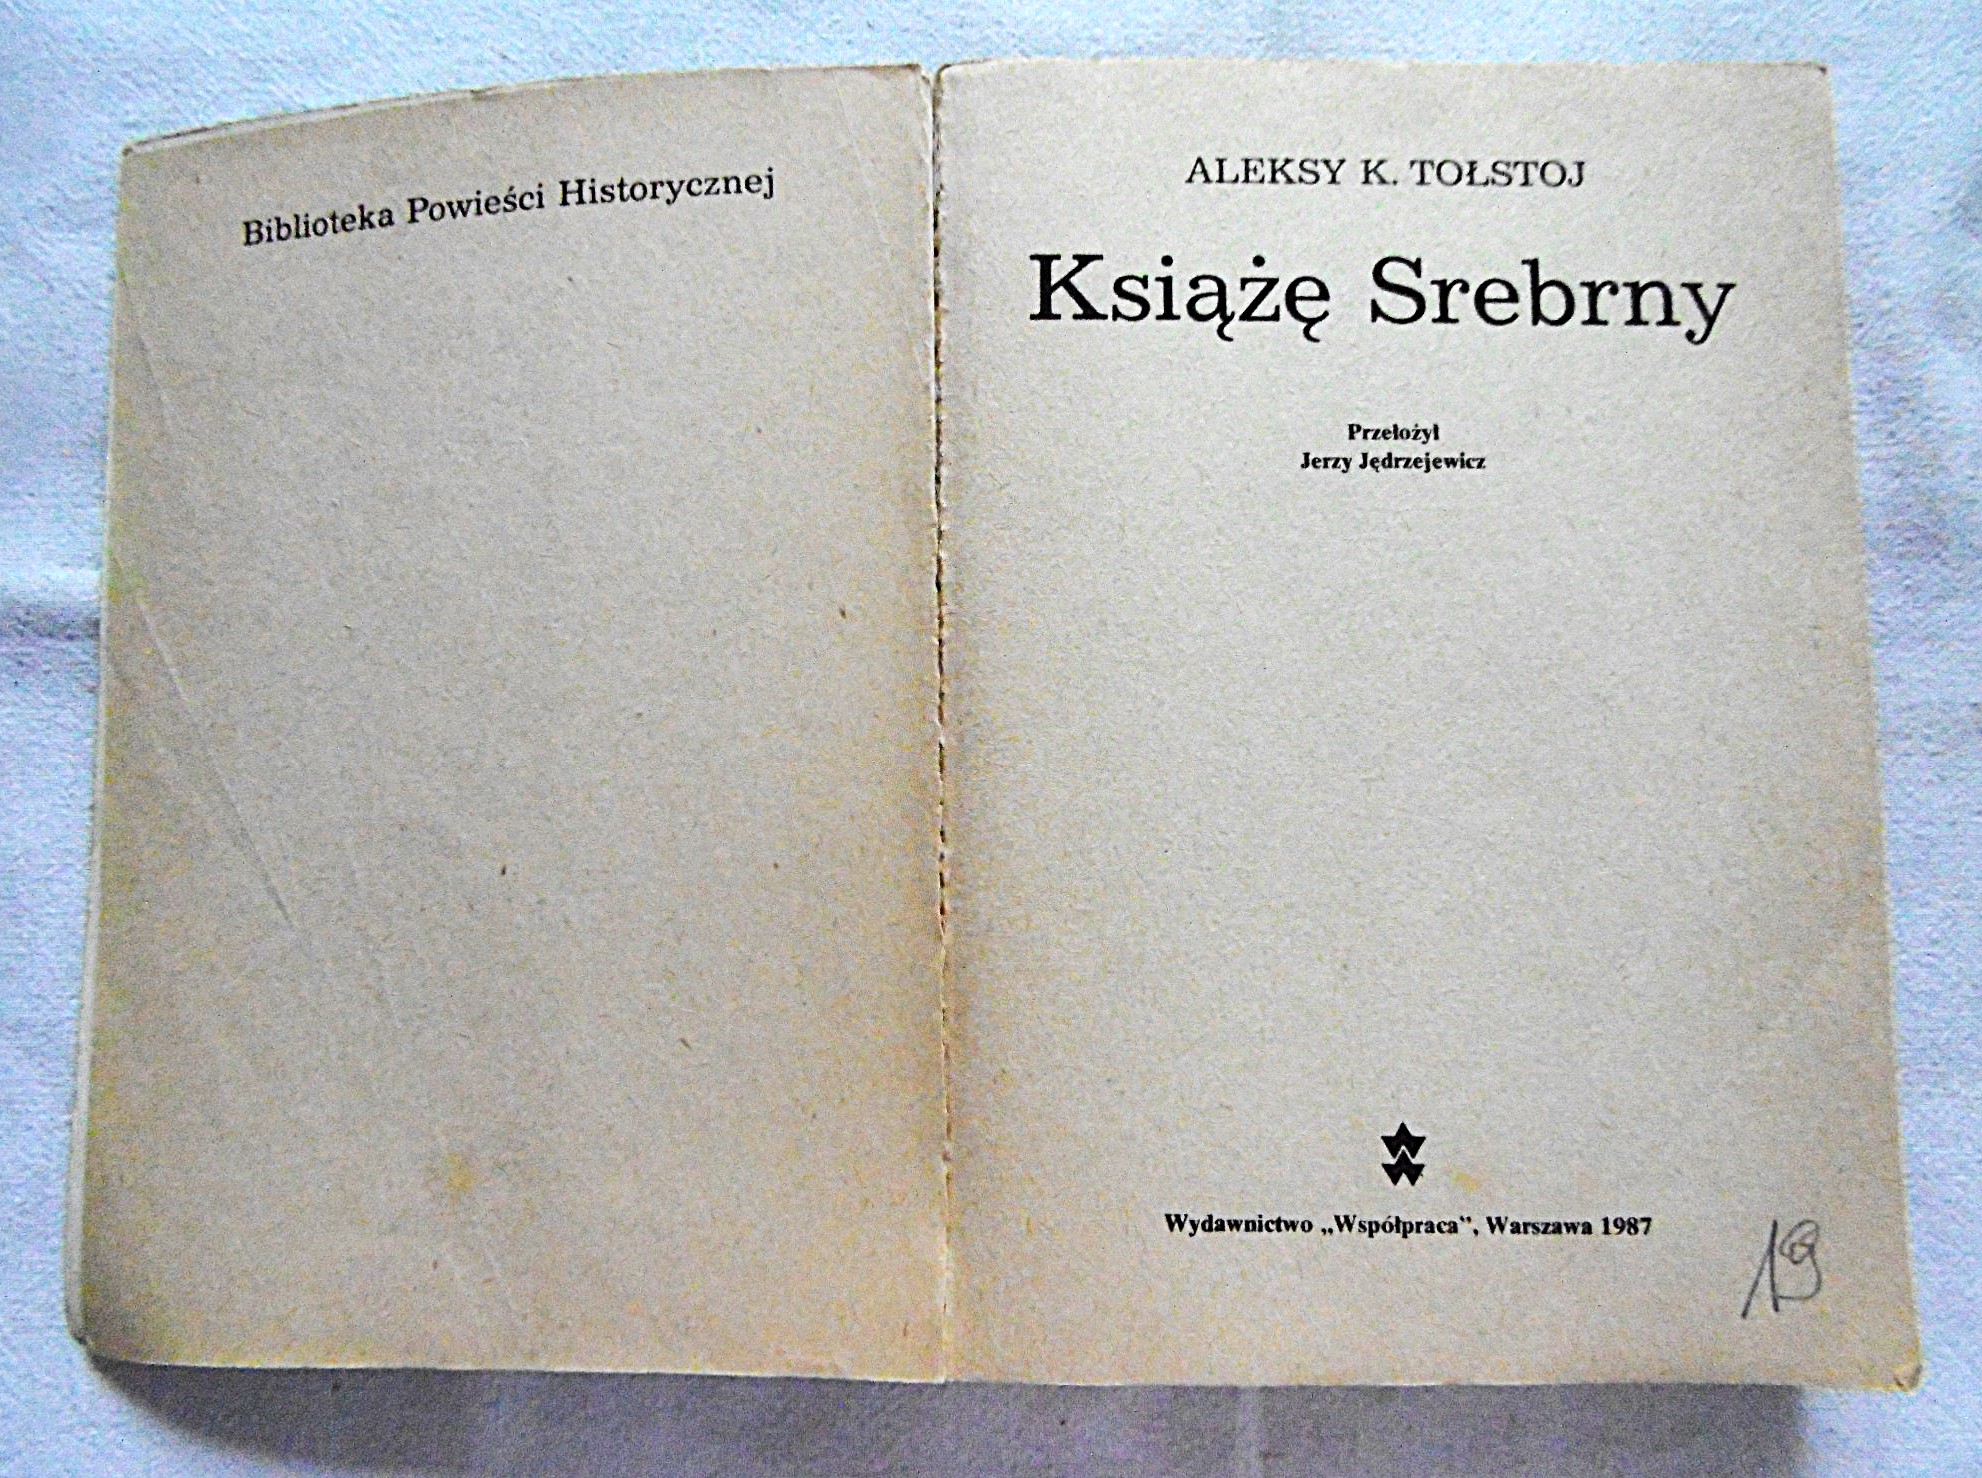 Biblioteka Powieści Historycznej
ALEKSY K. TOŁSTOJ
Książę Srebrny
Przełożył
Jerzy Jędrzejewicz
Wydawnictwo „Współpraca”, Warszawa 1987